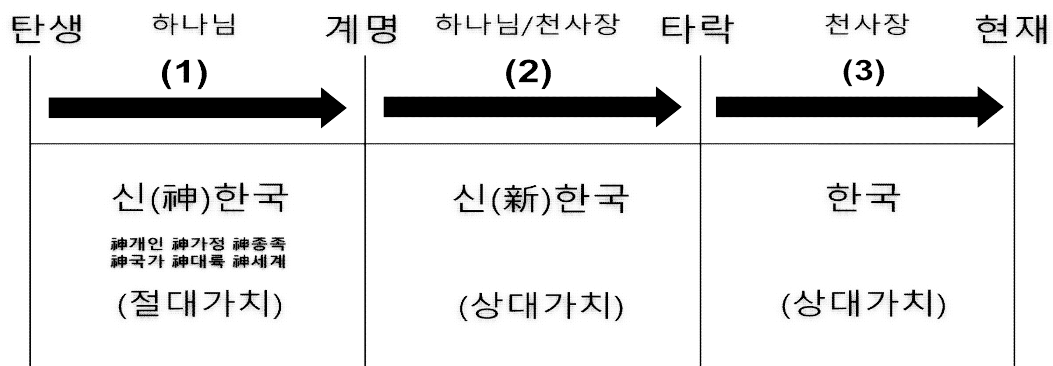 탄생 하나님 계명 하나님/천사장 타락 천사장 현재
(1) (2) (3)
신(神)한국 신(新)한국 한국
神개인 神가정 神종족
神국가 神대륙 神세계
(절대가치) (상대가치) (상대가치)